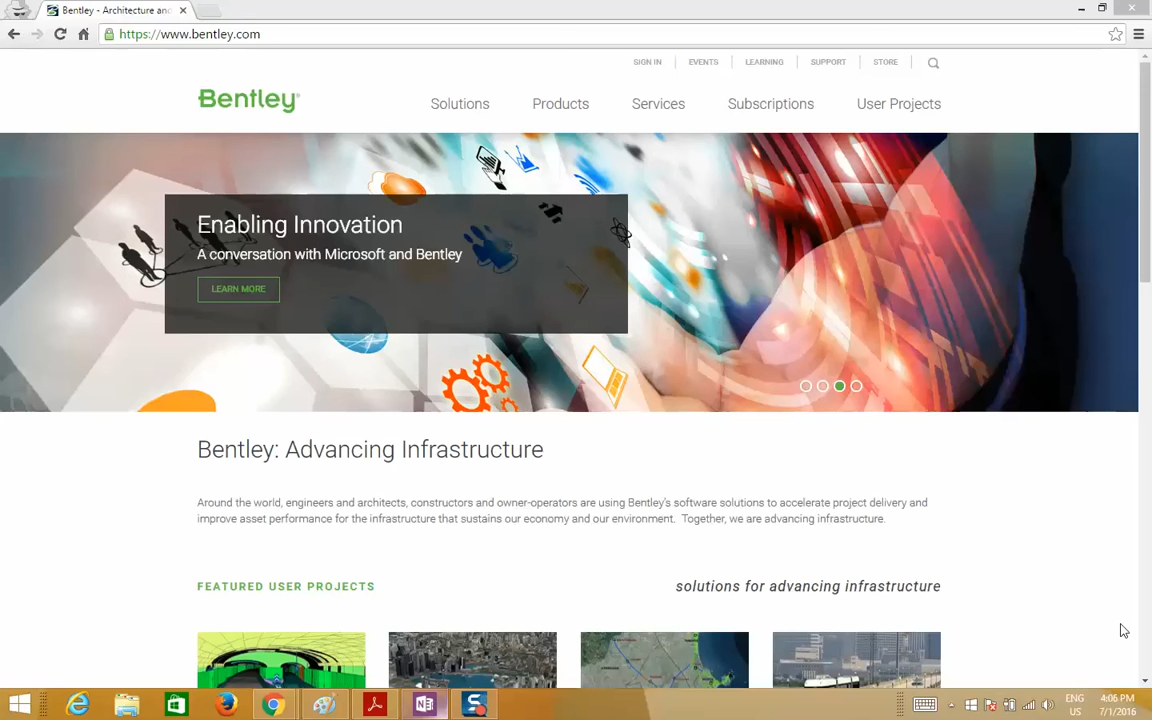 Bentley - Architecture and
https://www.bentley.com
SIGN IN EVENTS LEARNING SUPPORT STORE
Bentley
Solutions Products Services Subscriptions User Projects
Enabling Innovation
A conversation with Microsoft and Bentley
LEARN MORE
Bentley: Advancing Infrastructure
Around the world, engineers and architects, constructors and owner-operators are using Bentley's software solutions to accelerate project delivery and
improve asset performance for the infrastructure that sustains our economy and our environment. Together, we are advancing infrastructure.
FEATURED USER PROJECTS
solutions for advancing infrastructure
ENG 4:06 PM
US 7/1/2016